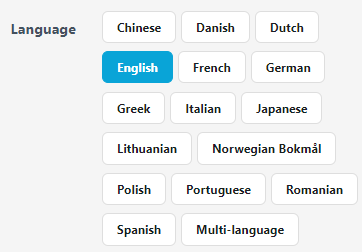 Language
Chinese Danish Dutch
English French German
Greek Italian Japanese
Lithuanian Norwegian Bokmål
Polish Portuguese Romanian
Spanish Multi-language